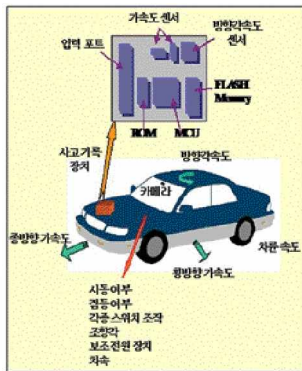 가속도 센서
방향각속도
센서
입력 포트
FLASH
Memory
ROM
MCU
사고기록
장치
방향각속도
카메라
종방향 가속도
차륜 속도
횡방향 가속도
시동여부
점등여부
각종 스위치 조작
조향각
보조전원 장치
차속